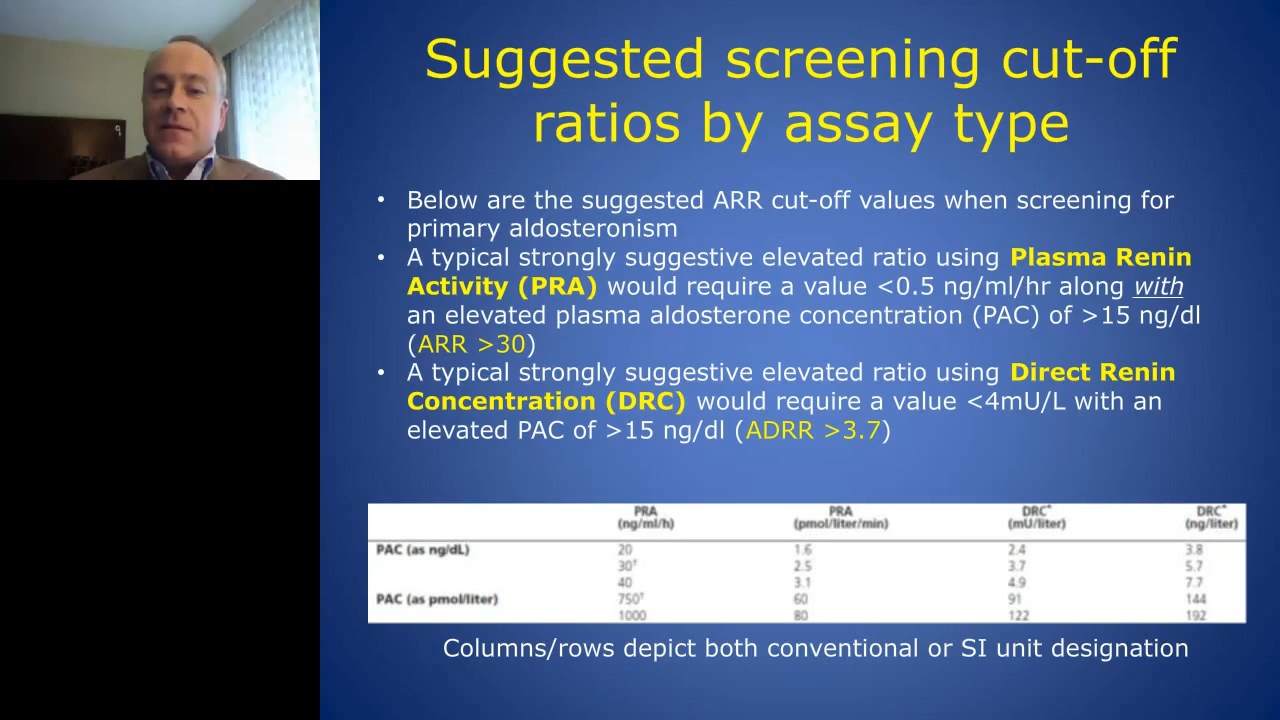 Suggested screening cut-off
ratios by assay type
• Below are the suggested ARR cut-off values when screening for
primary aldosteronism
• A typical strongly suggestive elevated ratio using Plasma Renin
Activity (PRA) would require a value <0.5 ng/ml/hr along with
an elevated plasma aldosterone concentration (PAC) of >15 ng/dl
(ARR >30)
• A typical strongly suggestive elevated ratio using Direct Renin
Concentration (DRC) would require a value <4mU/L with an
elevated PAC of >15 ng/dl (ADRR >3.7)
PRA PRA DRC* DRC*
(ng/ml/h) (pmol/liter/min) (mU/liter) (ng/liter)
PAC (as ng/dL) 20 1.6 2.4 3.8
30† 2.5 3.7 5.7
40 3.1 4.9 7.7
PAC (as pmol/liter) 750† 60 91 144
1000 80 122 192
Columns/rows depict both conventional or SI unit designation